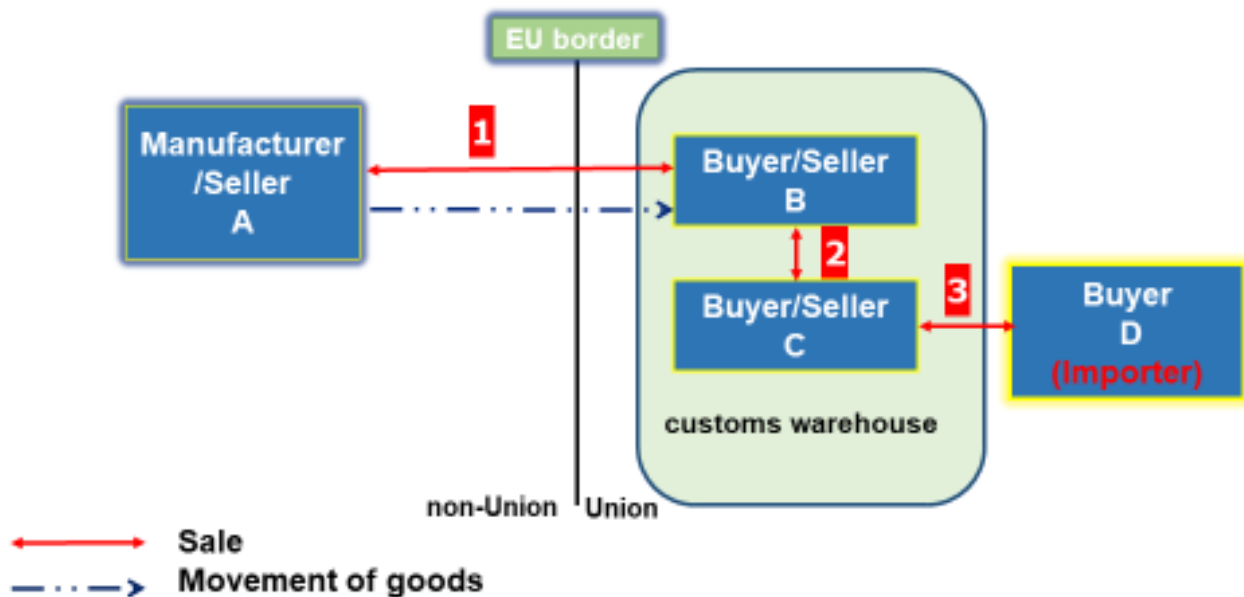 EU border
Manufacturer
/Seller
A
1
Buyer/Seller
B
2
Buyer/Seller
C
3
Buyer
D
(Importer)
customs warehouse
non-Union
Union
Sale
Movement of goods